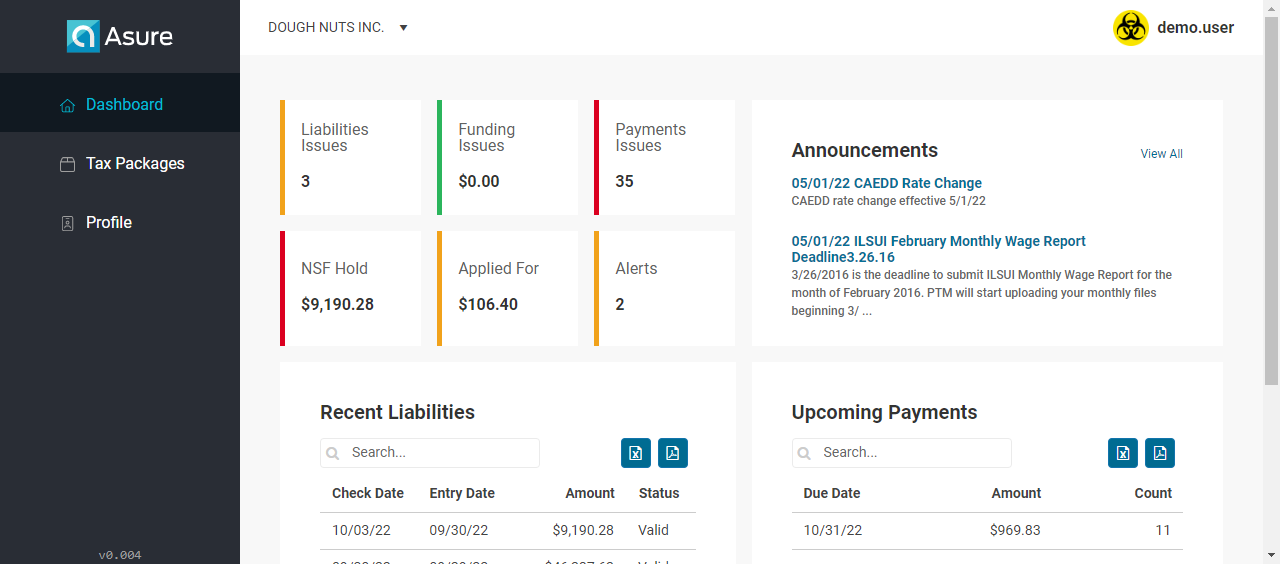 Asure
DOUGH NUTS INC.
demo.user
Dashboard
Tax Packages
Profile
v0.004
Liabilities
Issues
3
Funding
Issues
$0.00
Payments
Issues
35
NSF Hold
$9,190.28
Applied For
$106.40
Alerts
2
Announcements
View All
05/01/22 CAEDD Rate Change
CAEDD rate change effective 5/1/22
05/01/22 ILSUI February Monthly Wage Report
Deadline3.26.16
3/26/2016 is the deadline to submit ILSUI Monthly Wage Report for the
month of February 2016. PTM will start uploading your monthly files
beginning 3/ ...
Recent Liabilities
Search...
Check Date Entry Date Amount Status
10/03/22 09/30/22 $9,190.28 Valid
Upcoming Payments
Search...
Due Date Amount Count
10/31/22 $969.83 11